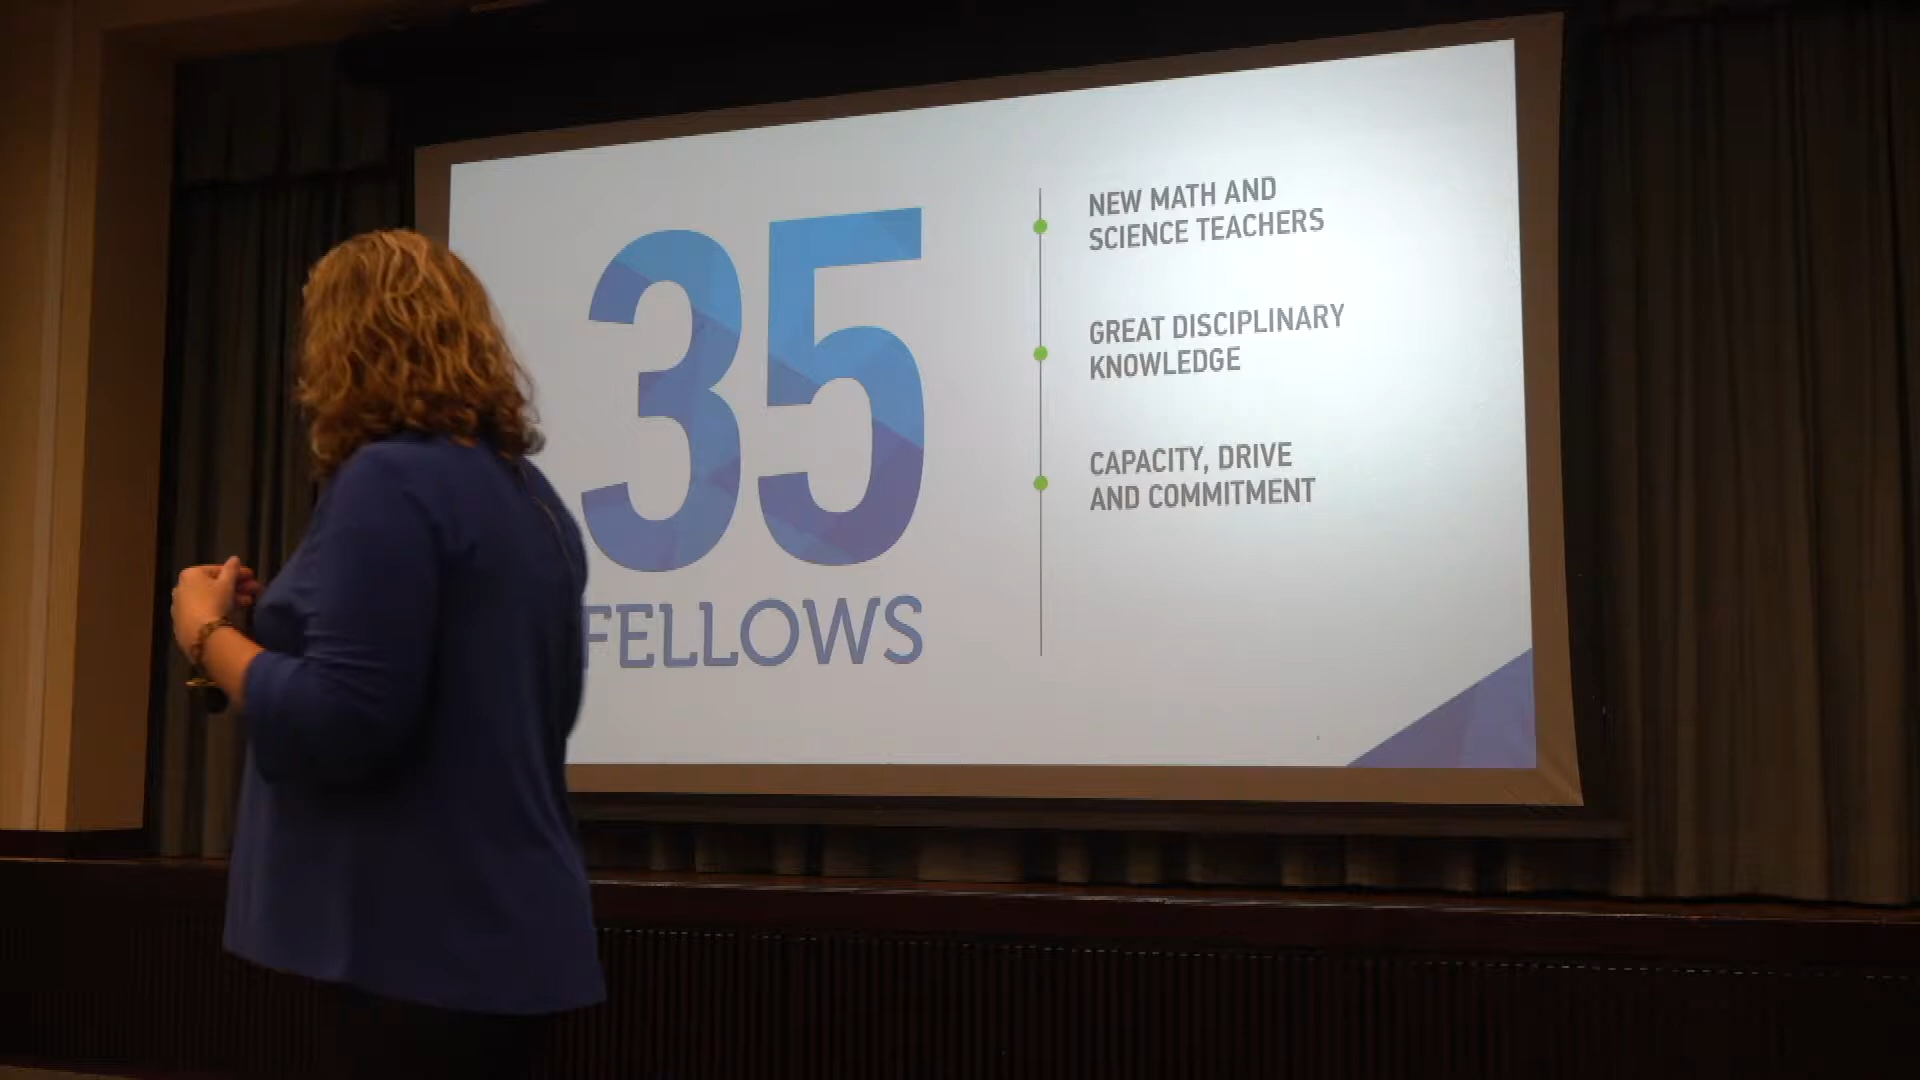 35
FELLOWS
NEW MATH AND
SCIENCE TEACHERS
GREAT DISCIPLINARY
KNOWLEDGE
CAPACITY, DRIVE
AND COMMITMENT